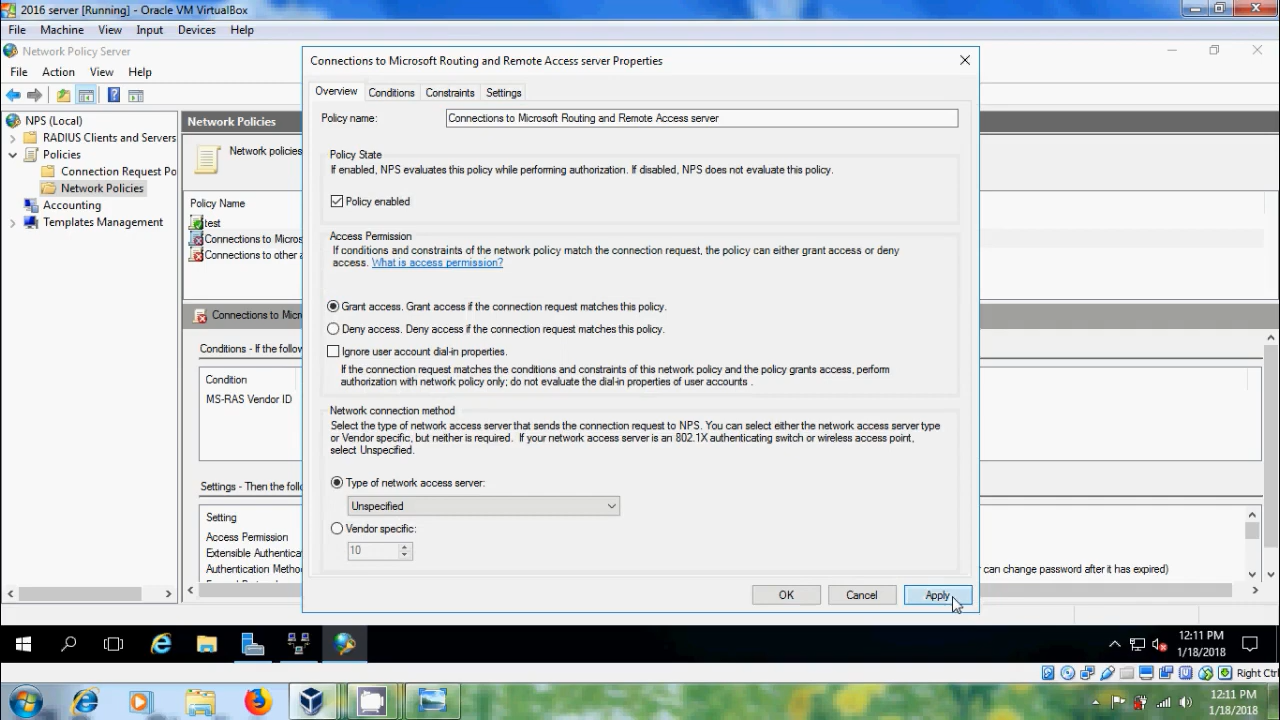 2016 server [Running] - Oracle VM VirtualBox
File Machine View Input Devices Help
Network Policy Server
File Action View Help
NPS (Local)
RADIUS Clients and Servers
Policies
Connection Request Po
Network Policies
Accounting
Templates Management
Network Policies
Network policies
Policy Name
test
Connections to Micros
Connections to other a
Connections to Micr
Conditions - If the follow
Condition
MS-RAS Vendor ID
Settings - Then the follo
Setting
Access Permission
Extensible Authentica
Authentication Metho
can change password after it has expired)
Connections to Microsoft Routing and Remote Access server Properties
Overview Conditions Constraints Settings
Policy name: Connections to Microsoft Routing and Remote Access server
Policy State
If enabled, NPS evaluates this policy while performing authorization. If disabled, NPS does not evaluate this policy.
Policy enabled
Access Permission
If conditions and constraints of the network policy match the connection request, the policy can either grant access or deny
access. What is access permission?
Grant access. Grant access if the connection request matches this policy.
Deny access. Deny access if the connection request matches this policy.
Ignore user account dial-in properties.
If the connection request matches the conditions and constraints of this network policy and the policy grants access, perform
authorization with network policy only; do not evaluate the dial-in properties of user accounts .
Network connection method
Select the type of network access server that sends the connection request to NPS. You can select either the network access server type
or Vendor specific, but neither is required. If your network access server is an 802.1X authenticating switch or wireless access point,
select Unspecified.
Type of network access server:
Unspecified
Vendor specific:
10
OK Cancel Apply
12:11 PM
1/18/2018
Right Ctrl
12:11 PM
1/18/2018